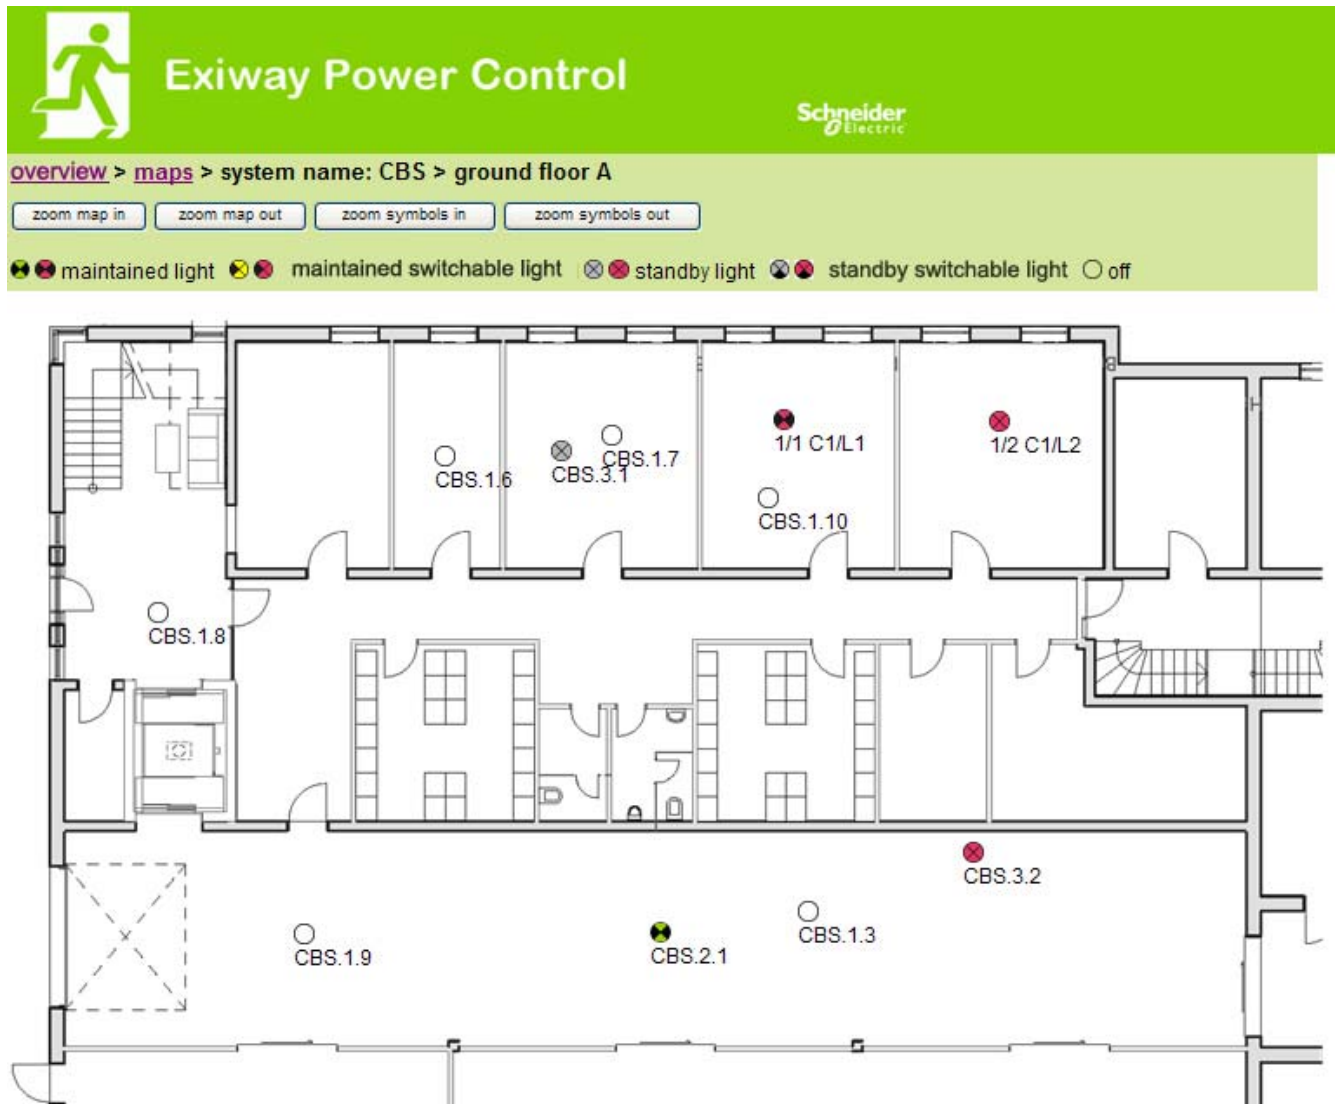 Exiway Power Control
Schneider
Electric
overview > maps > system name: CBS > ground floor A
zoom map in zoom map out zoom symbols in zoom symbols out
maintained light maintained switchable light standby light standby switchable light off
1/1 C1/L1
1/2 C1/L2
CBS.1.7
CBS.3.1
CBS.1.6
CBS.1.10
CBS.1.8
CBS.3.2
CBS.1.3
CBS.2.1
CBS.1.9